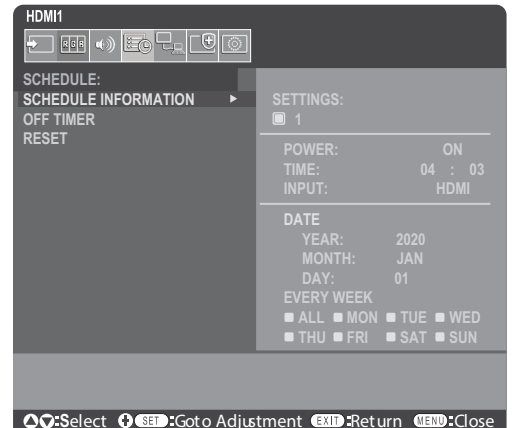 HDMI1
R G B
SCHEDULE:
SCHEDULE INFORMATION
OFF TIMER
RESET
SETTINGS:
1
POWER: ON
TIME: 04 : 03
INPUT: HDMI
DATE
YEAR: 2020
MONTH: JAN
DAY: 01
EVERY WEEK
ALL MON TUE WED
THU FRI SAT SUN
:Select SET:Goto Adjustment EXIT:Return MENU:Close